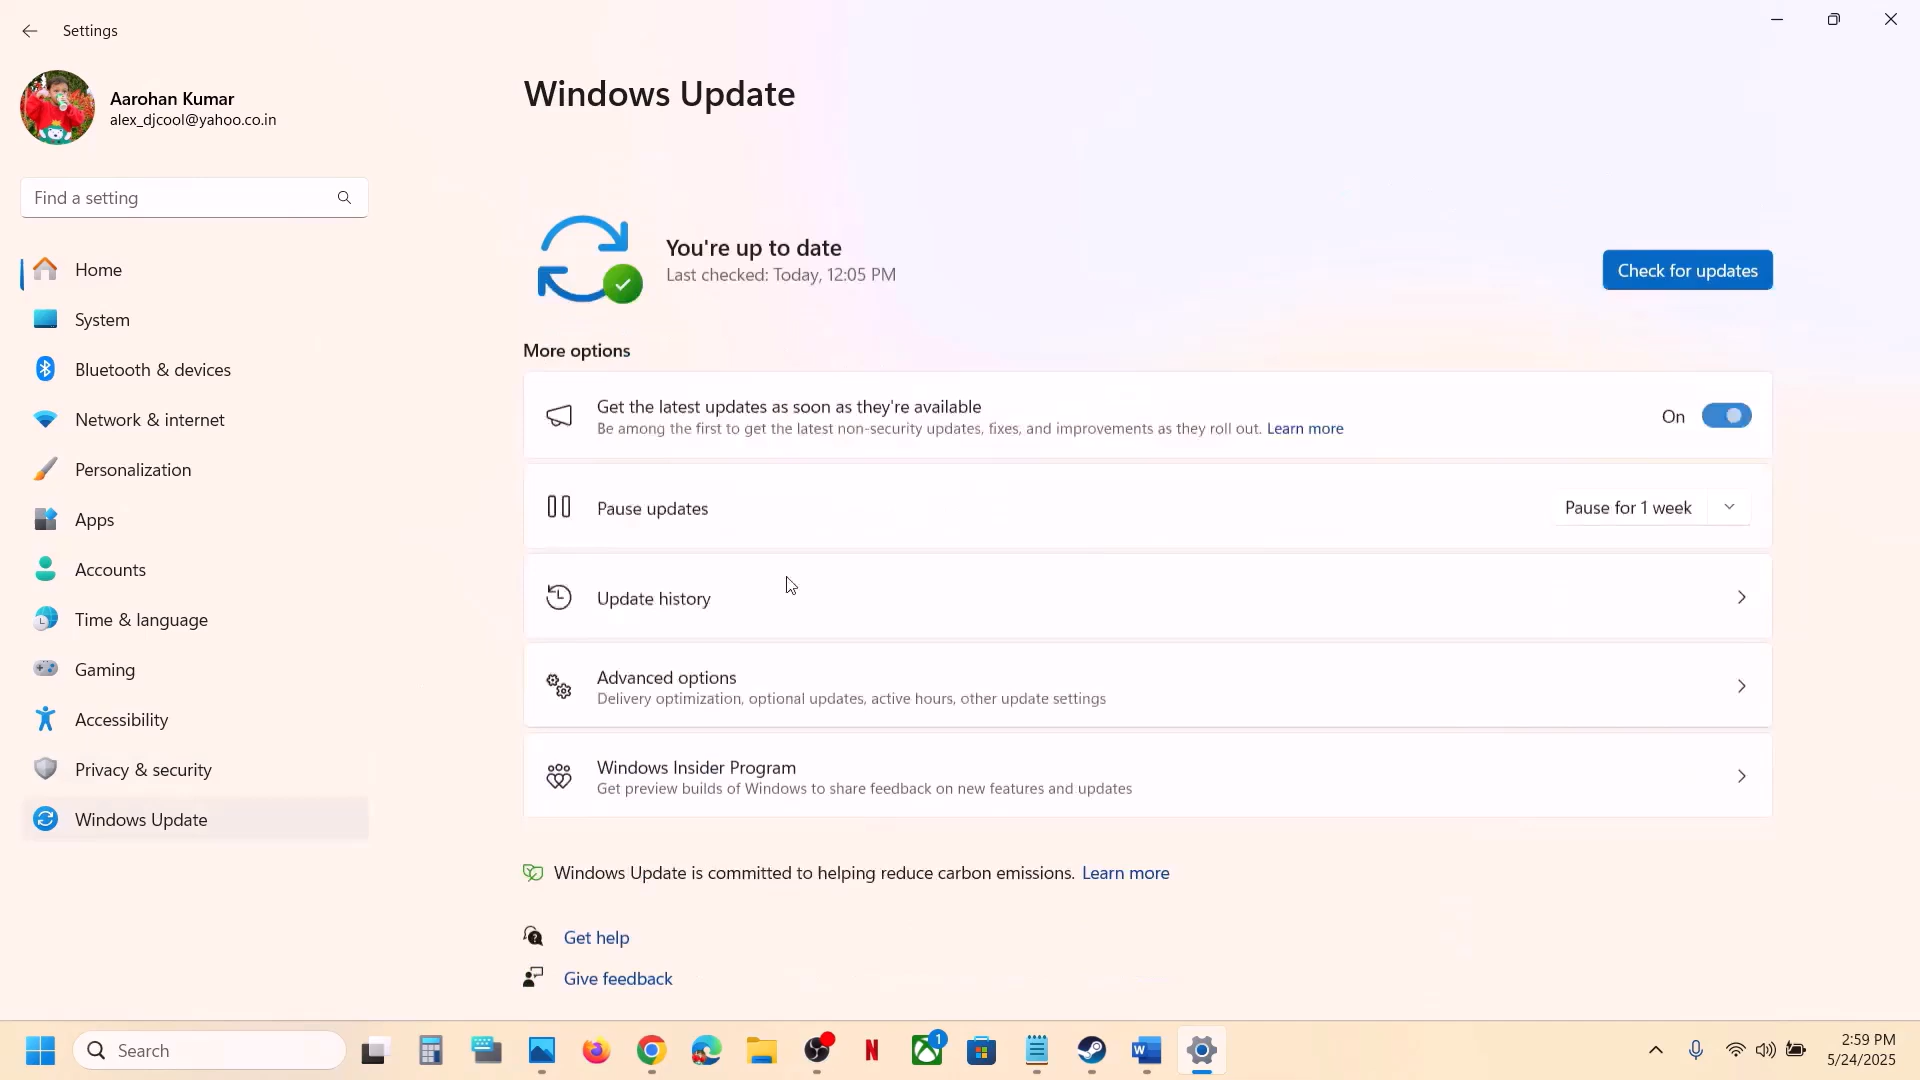 Settings
Aarohan Kumar
alex_djcool@yahoo.co.in
Find a setting
Home
System
Bluetooth & devices
Network & internet
Personalization
Apps
Accounts
Time & language
Gaming
Accessibility
Privacy & security
Windows Update
Windows Update
You're up to date
Last checked: Today, 12:05 PM
Check for updates
More options
Get the latest updates as soon as they're available
Be among the first to get the latest non-security updates, fixes, and improvements as they roll out. Learn more
On
Pause updates
Pause for 1 week
Update history
Advanced options
Delivery optimization, optional updates, active hours, other update settings
Windows Insider Program
Get preview builds of Windows to share feedback on new features and updates
Windows Update is committed to helping reduce carbon emissions. Learn more
Get help
Give feedback
Search
N
1
W
2:59 PM
5/24/2025